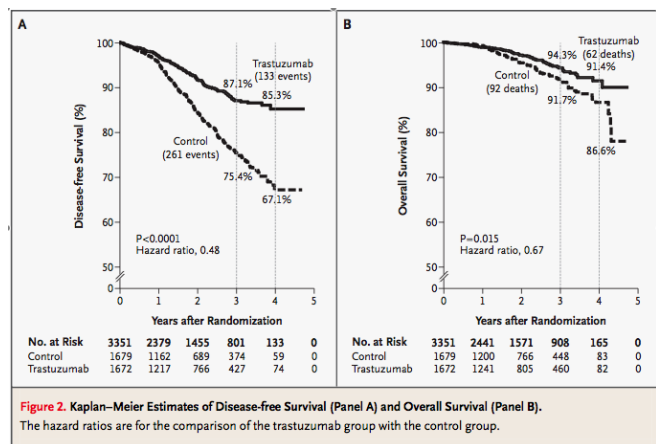 A
Disease-free Survival (%)
100
90
80
70
60
50
0
Trastuzumab
(133 events)
87.1%
85.3%
Control
(261 events)
75.4%
67.1%
P<0.0001
Hazard ratio, 0.48
0 1 2 3 4 5
Years after Randomization
No. at Risk 3351 2379 1455 801 133 0
Control 1679 1162 689 374 59 0
Trastuzumab 1672 1217 766 427 74 0
B
Overall Survival (%)
100
90
80
70
60
50
0
Trastuzumab
(62 deaths)
94.3%
91.4%
Control
(92 deaths)
91.7%
86.6%
P=0.015
Hazard ratio, 0.67
0 1 2 3 4 5
Years after Randomization
No. at Risk 3351 2441 1571 908 165 0
Control 1679 1200 766 448 83 0
Trastuzumab 1672 1241 805 460 82 0
Figure 2. Kaplan–Meier Estimates of Disease-free Survival (Panel A) and Overall Survival (Panel B).
The hazard ratios are for the comparison of the trastuzumab group with the control group.